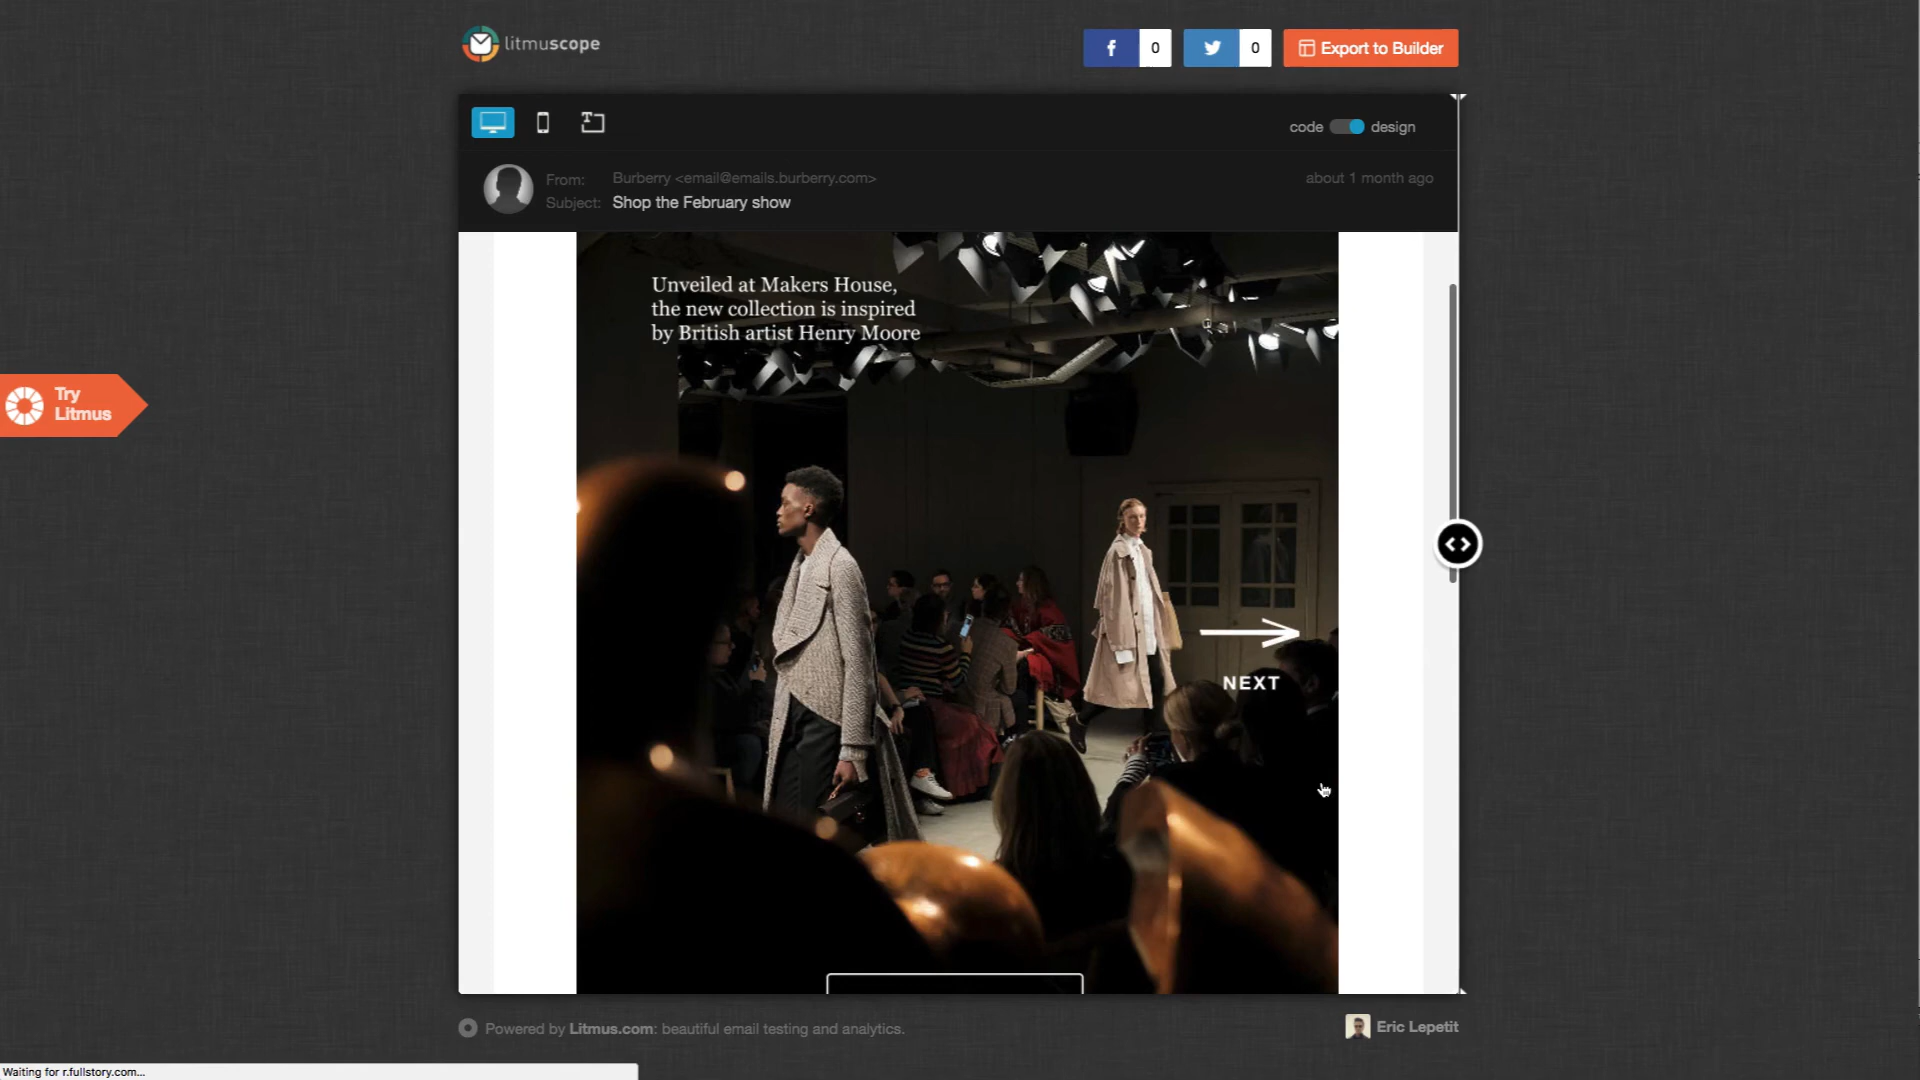 litmuscope
0
0
Export to Builder
code
design
From: Burberry <email@emails.burberry.com>
about 1 month ago
Subject: Shop the February show
Unveiled at Makers House,
the new collection is inspired
by British artist Henry Moore
Try
Litmus
NEXT
Powered by Litmus.com: beautiful email testing and analytics.
Eric Lepetit
Waiting for r.fullstory.com...